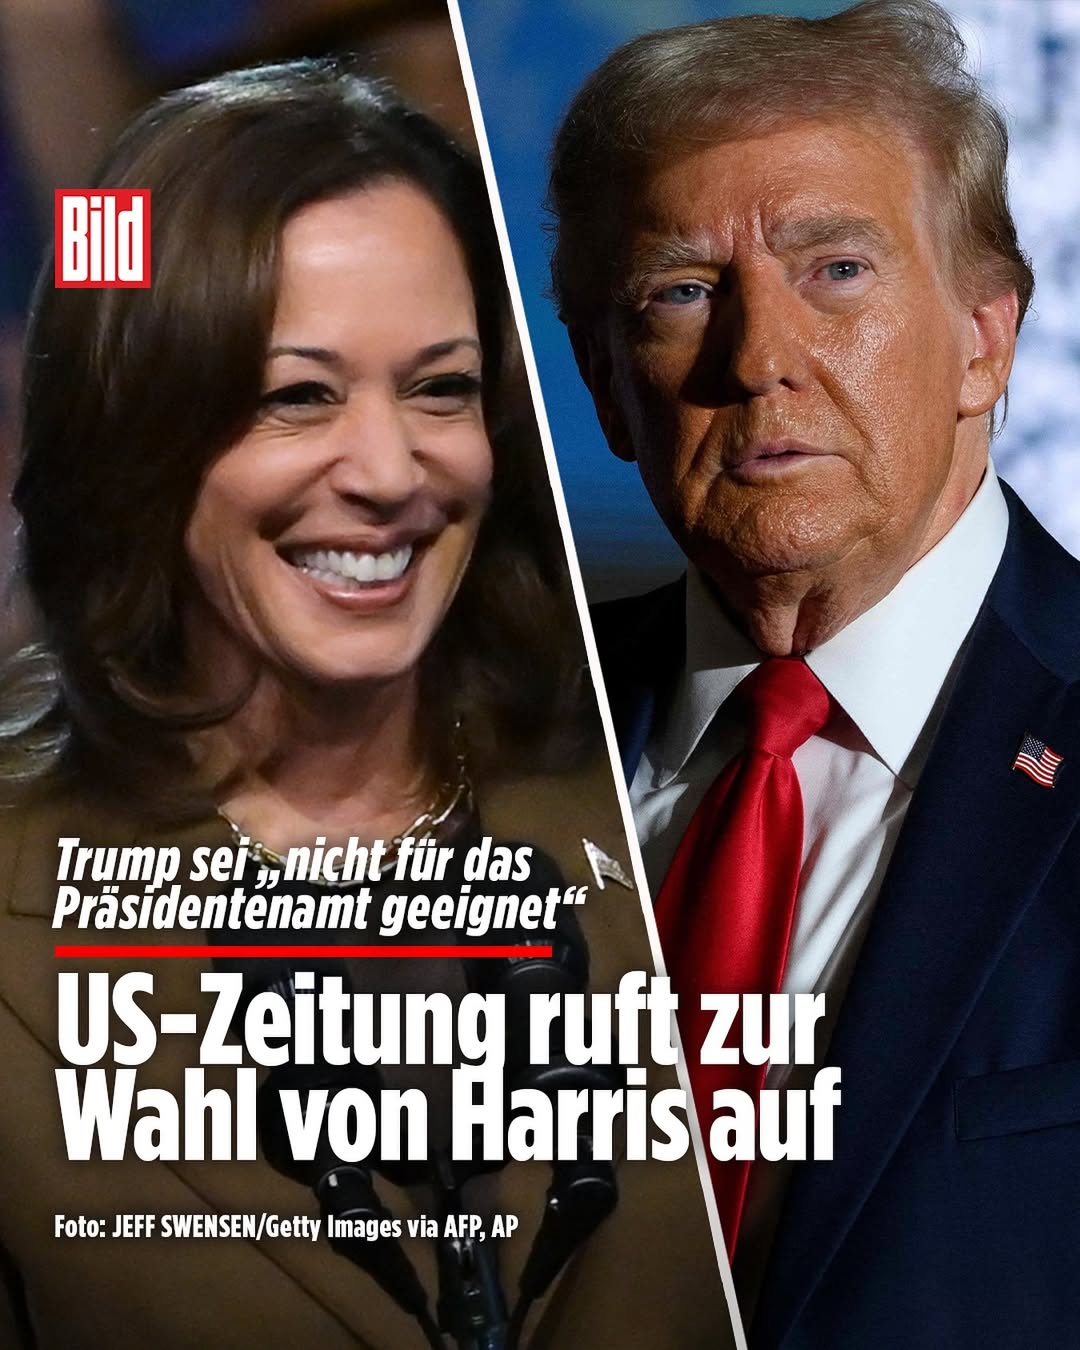 Bild
Trump sei „nicht für das
Präsidentenamt geeignet“
US-Zeitung ruft zur
Wahl von Harris auf
Foto: JEFF SWENSEN/Getty Images via AFP, AP